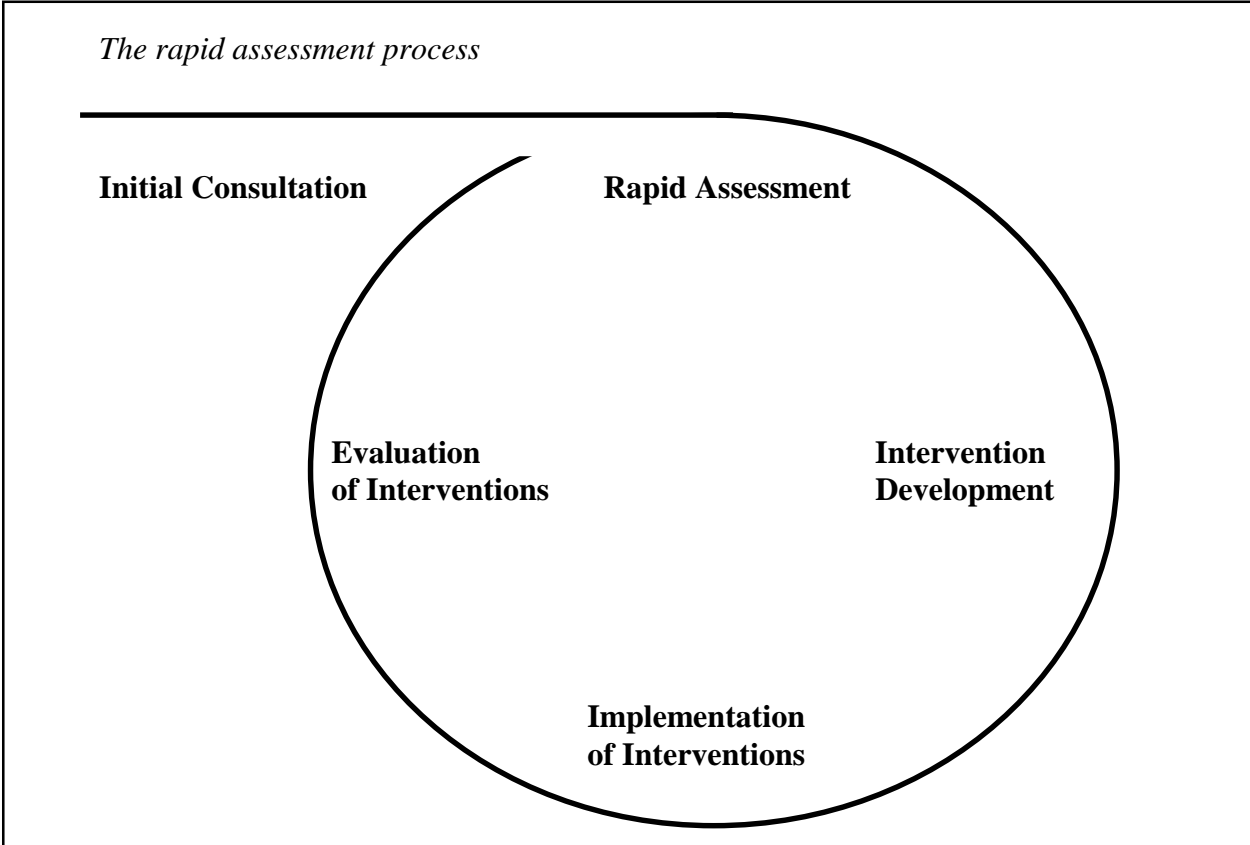 The rapid assessment process
Initial Consultation
Rapid Assessment
Evaluation
of Interventions
Intervention
Development
Implementation
of Interventions